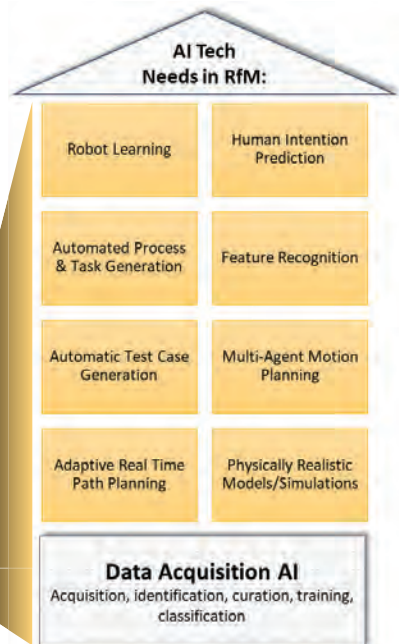 AI Tech
Needs in RfM:
Robot Learning
Human Intention
Prediction
Automated Process
& Task Generation
Feature Recognition
Automatic Test Case
Generation
Multi-Agent Motion
Planning
Adaptive Real Time
Path Planning
Physically Realistic
Models/Simulations
Data Acquisition AI
Acquisition, identification, curation, training,
classification